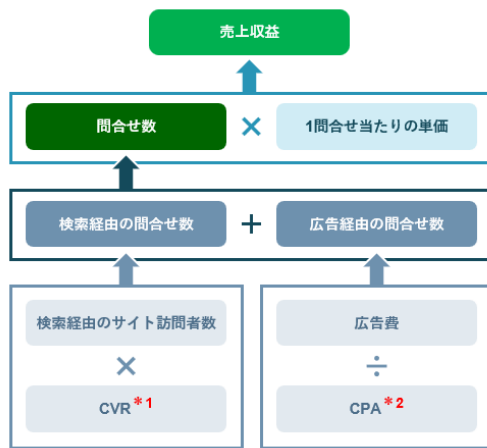 売上収益
問合せ数 × 1問合せ当たりの単価
検索経由の問合せ数 + 広告経由の問合せ数
検索経由のサイト訪問者数
×
CVR*1
広告費
÷
CPA*2